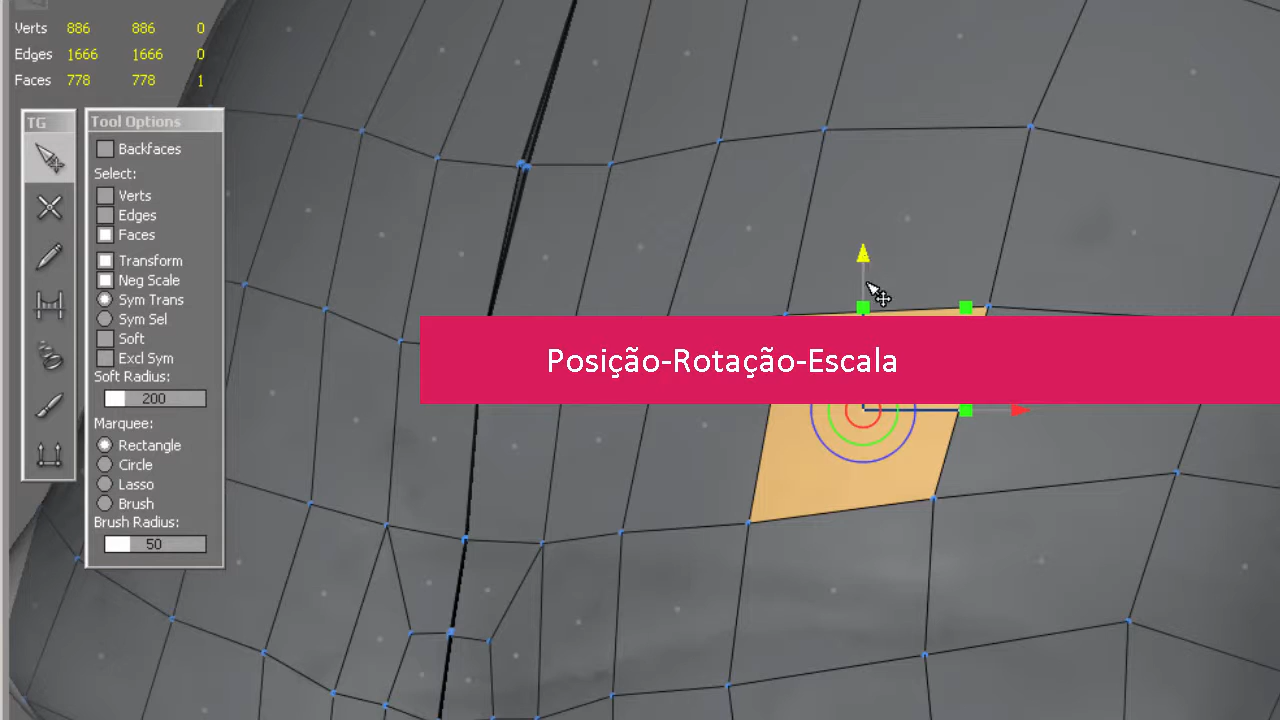 Verts 886 886 0
Edges 1666 1666 0
Faces 778 778 1
TG
Tool Options
Backfaces
Select:
Verts
Edges
Faces
Transform
Neg Scale
Sym Trans
Sym Sel
Soft
Excl Sym
Soft Radius:
200
Marquee:
Rectangle
Circle
Lasso
Brush
Brush Radius:
50
Posição-Rotação-Escala